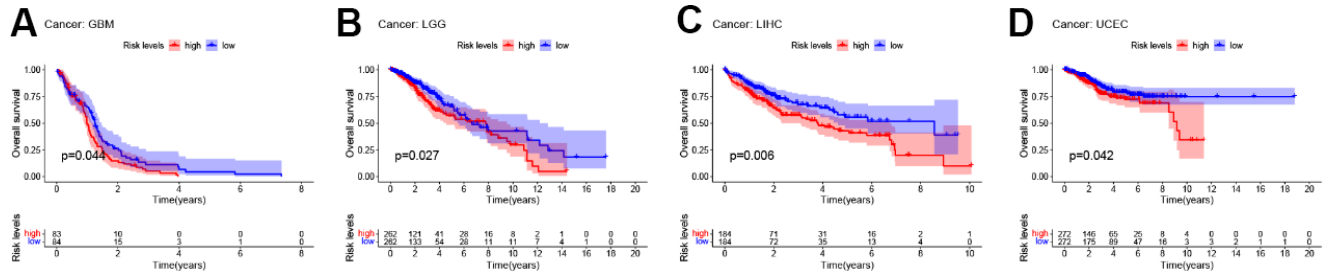 A Cancer: GBM
Risk levels high low
Overall survival
1.00
0.75
0.50
0.25
0.00
p=0.044
0 2 4 6 8
Time(years)
Risk levels
high 83 10 0 0 0
low 84 15 3 1 0
0 2 4 6 8
Time(years)
B Cancer: LGG
Risk levels high low
Overall survival
1.00
0.75
0.50
0.25
0.00
p=0.027
0 1 2 3 4 5 6 7 8 9 10 11 12 13 14 15 16 17 18 20
Time(years)
Risk levels
high 262 121 41 28 16 8 2 1 0 0 0
low 262 133 54 28 11 11 7 4 1 0 0
0 2 4 6 8 10 12 14 16 18 20
Time(years)
C Cancer: LIHC
Risk levels high low
Overall survival
1.00
0.75
0.50
0.25
0.00
p=0.006
0 2 4 6 8 10
Time(years)
Risk levels
high 184 71 31 16 2 1
low 184 72 35 13 4 0
0 2 4 6 8 10
Time(years)
D Cancer: UCEC
Risk levels high low
Overall survival
1.00
0.75
0.50
0.25
0.00
p=0.042
0 2 4 6 8 10 12 14 16 18 20
Time(years)
Risk levels
high 272 146 65 25 8 4 0 0 0 0 0
low 272 175 89 47 16 3 3 2 1 1 0
0 2 4 6 8 10 12 14 16 18 20
Time(years)